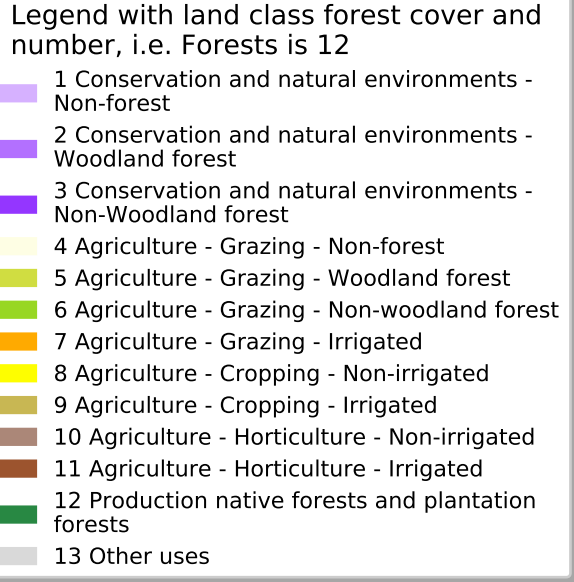 Legend with land class forest cover and
number, i.e. Forests is 12
1 Conservation and natural environments -
Non-forest
2 Conservation and natural environments -
Woodland forest
3 Conservation and natural environments -
Non-Woodland forest
4 Agriculture - Grazing - Non-forest
5 Agriculture - Grazing - Woodland forest
6 Agriculture - Grazing - Non-woodland forest
7 Agriculture - Grazing - Irrigated
8 Agriculture - Cropping - Non-irrigated
9 Agriculture - Cropping - Irrigated
10 Agriculture - Horticulture - Non-irrigated
11 Agriculture - Horticulture - Irrigated
12 Production native forests and plantation
forests
13 Other uses